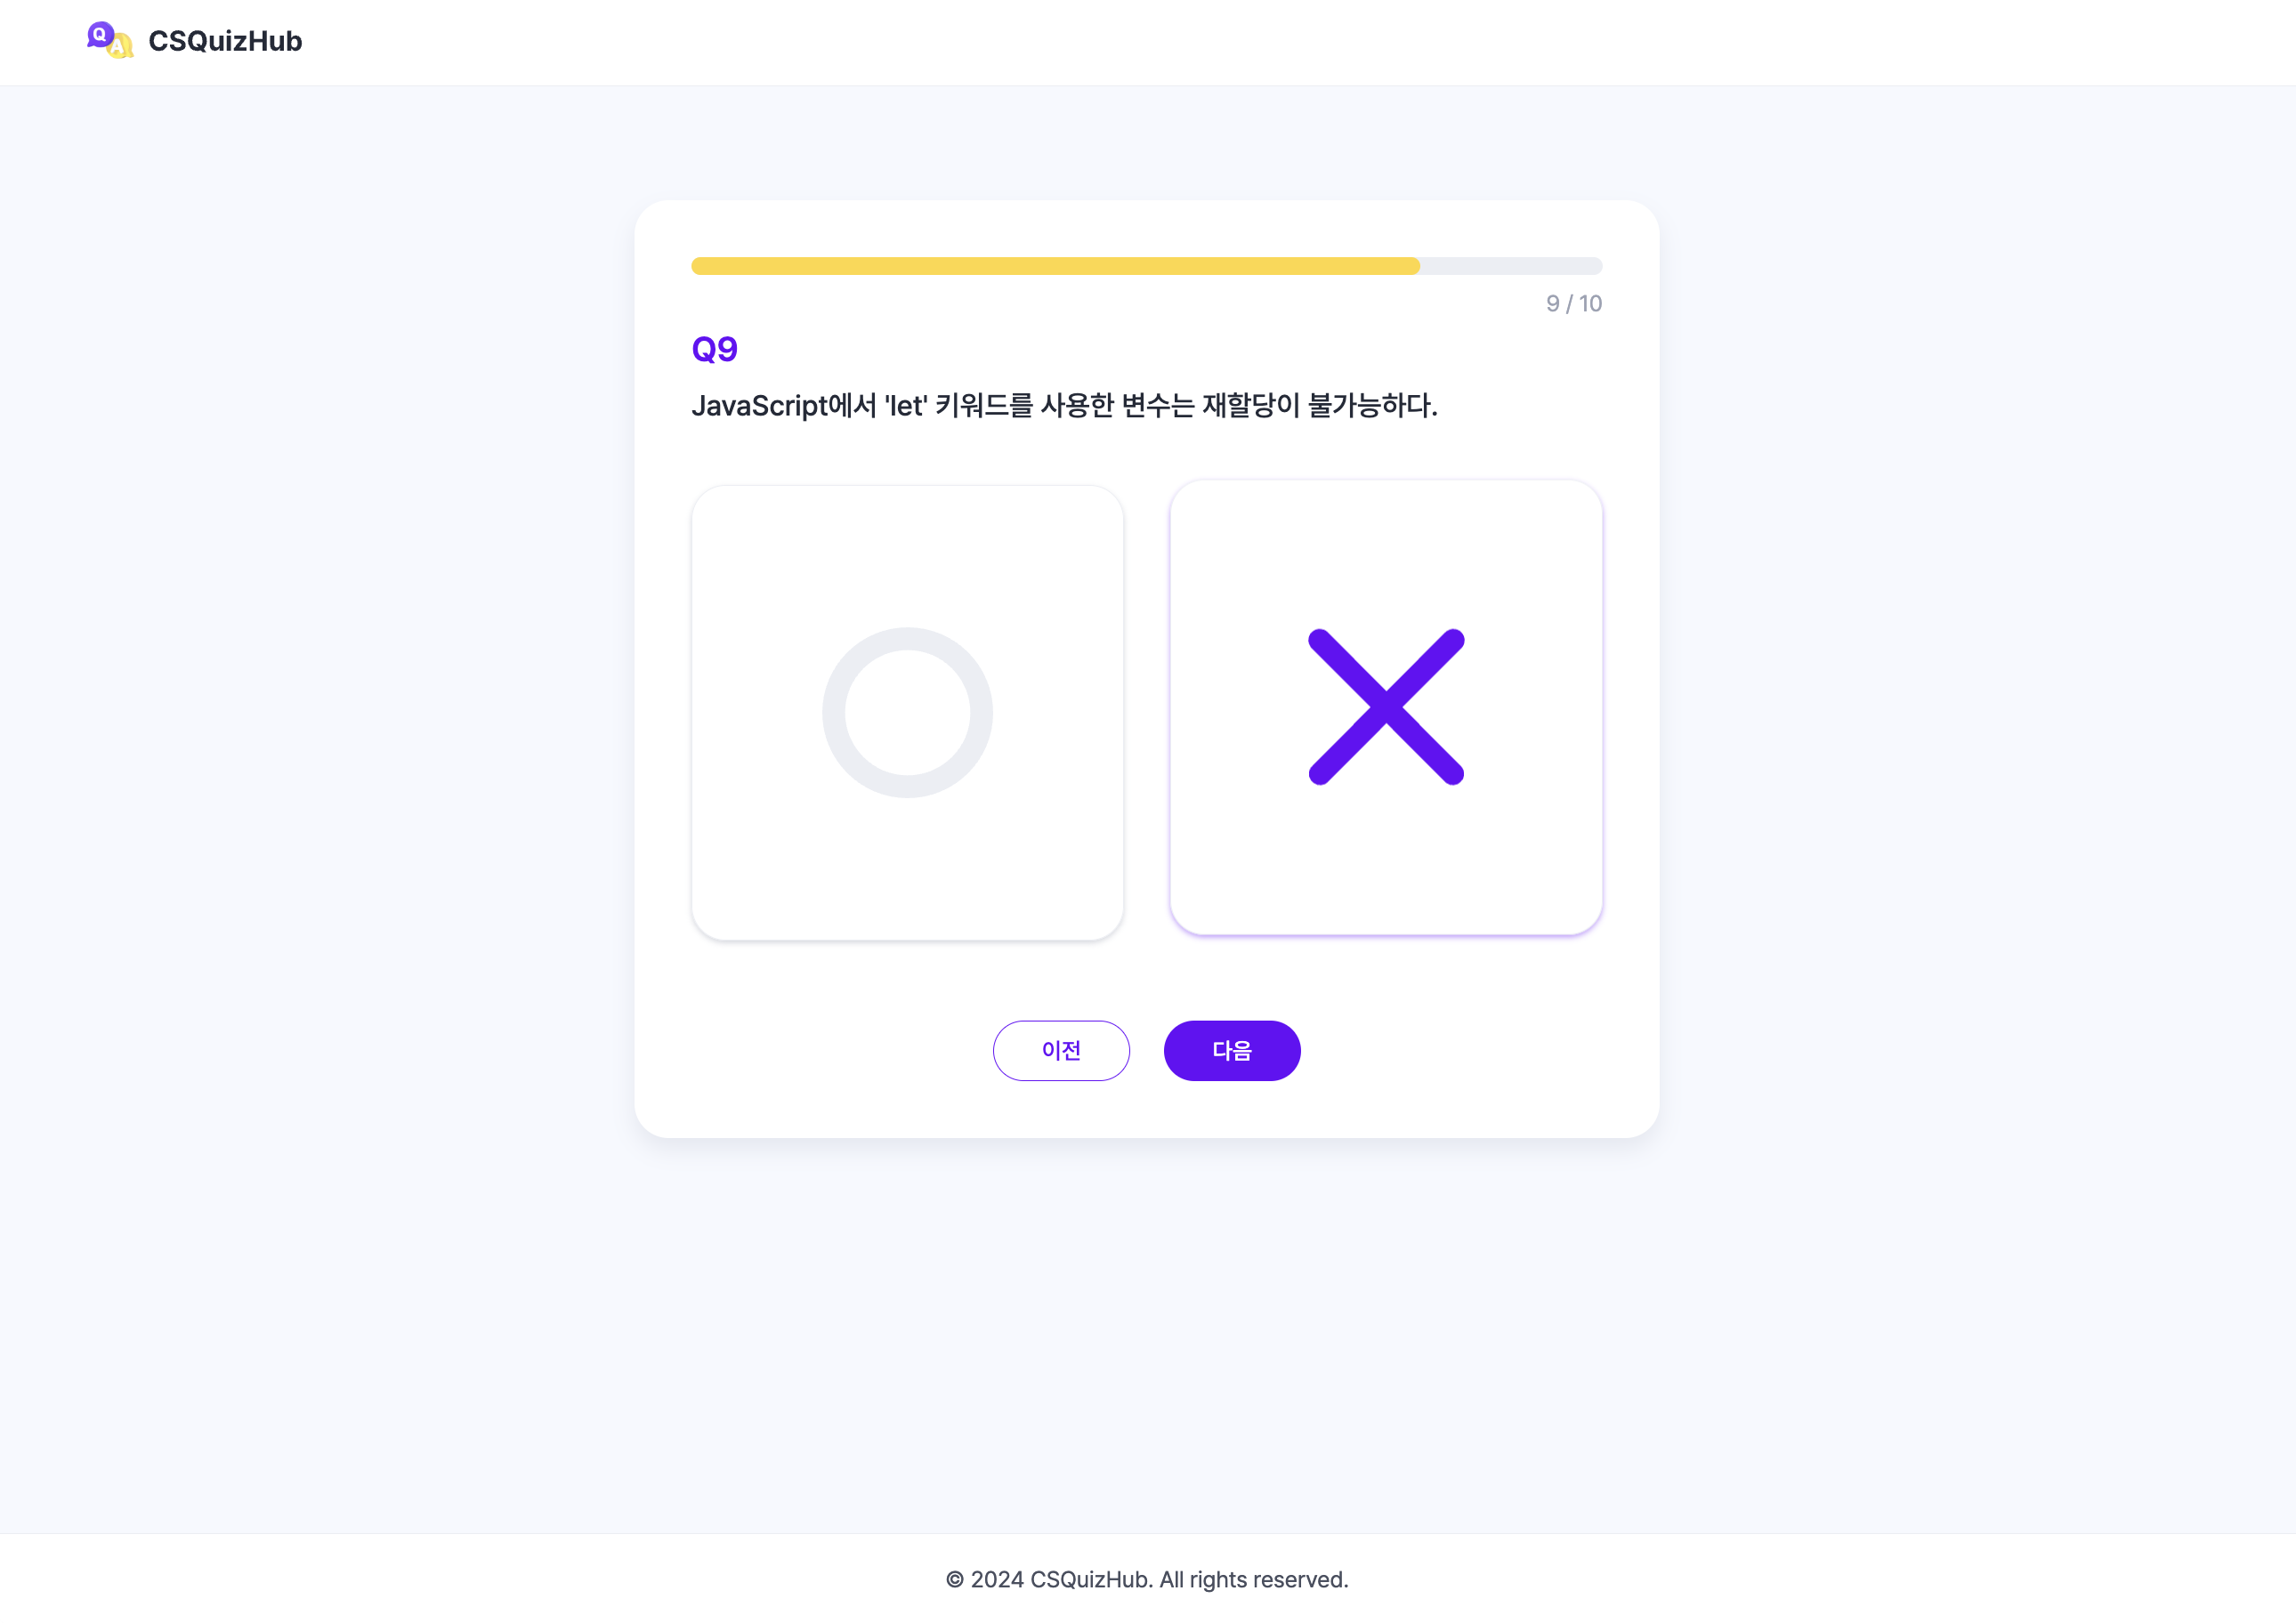 QA CSQuizHub
9 / 10
Q9
JavaScript에서 'let' 키워드를 사용한 변수는 재할당이 불가능하다.
이전 다음
© 2024 CSQuizHub. All rights reserved.